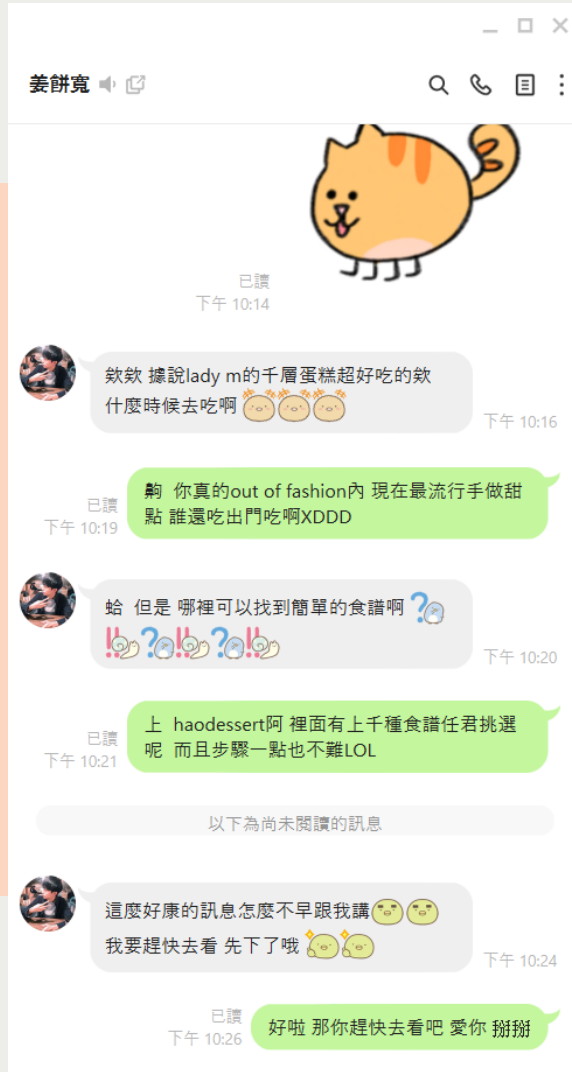 姜餅寬
已讀
下午 10:14
欸欸 據說lady m的千層蛋糕超好吃的欸
什麼時候去吃啊
下午 10:16
齁 你真的out of fashion內 現在最流行手做甜
點 誰還吃出門吃啊XDDD
已讀
下午 10:19
蛤 但是 哪裡可以找到簡單的食譜啊
下午 10:20
上 haodessert阿 裡面有上千種食譜任君挑選
呢 而且步驟一點也不難LOL
已讀
下午 10:21
以下為尚未閱讀的訊息
這麼好康的訊息怎麼不早跟我講
我要趕快去看 先下了哦
下午 10:24
好啦 那你趕快去看吧 愛你 掰掰
已讀
下午 10:26